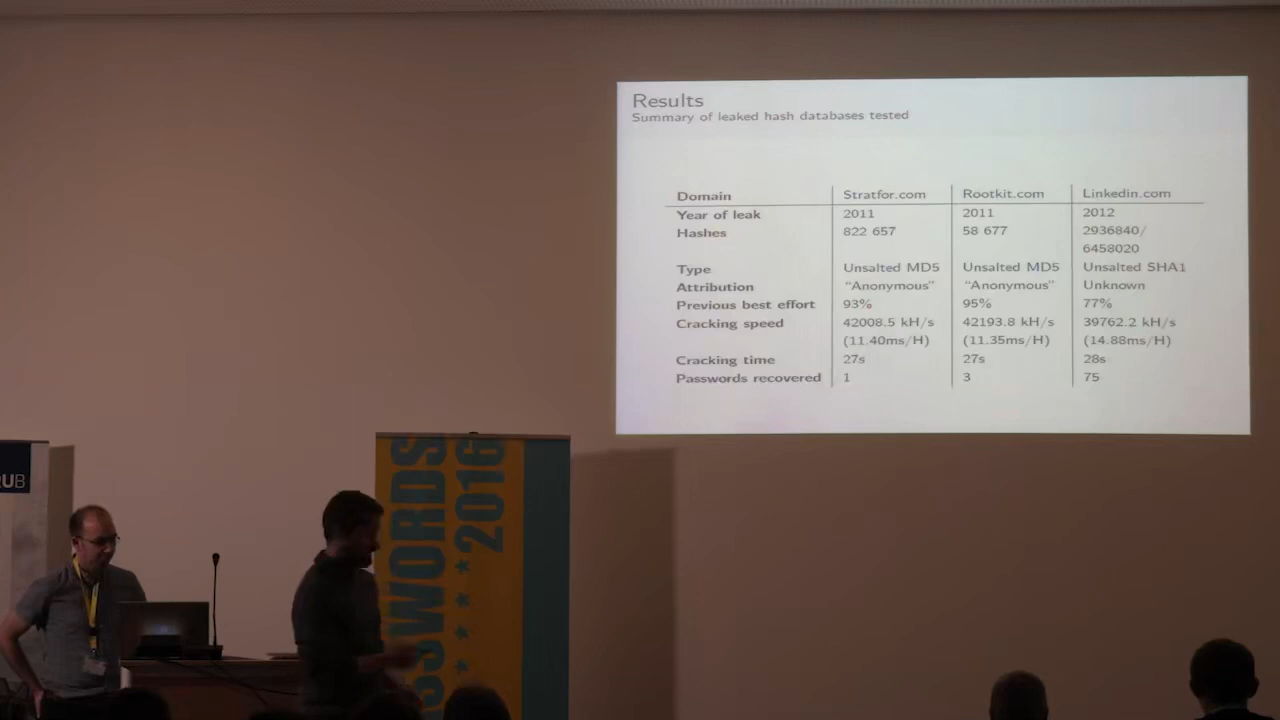 Results
Summary of leaked hash databases tested
Domain Stratfor.com Rootkit.com Linkedin.com
Year of leak 2011 2011 2012
Hashes 822 657 58 677 2936840/
6458020
Type Unsalted MD5 Unsalted MD5 Unsalted SHA1
Attribution “Anonymous” “Anonymous” Unknown
Previous best effort 93% 95% 77%
Cracking speed 42008.5 kH/s 42193.8 kH/s 39762.2 kH/s
(11.40ms/H) (11.35ms/H) (14.88ms/H)
Cracking time 27s 27s 28s
Passwords recovered 1 3 75
UB
SSWORDS
2016